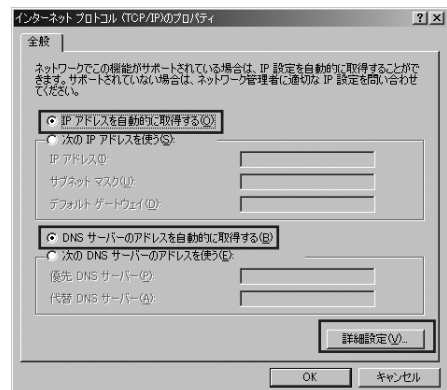 インターネット プロトコル (TCP/IP)のプロパティ
全般
ネットワークでこの機能がサポートされている場合は、IP 設定を自動的に取得することがで
きます。サポートされていない場合は、ネットワーク管理者に適切な IP 設定を問い合わせ
てください。
IP アドレスを自動的に取得する(O)
次の IP アドレスを使う(S):
IP アドレス(I):
サブネット マスク(U):
デフォルト ゲートウェイ(D):
DNS サーバーのアドレスを自動的に取得する(B)
次の DNS サーバーのアドレスを使う(E):
優先 DNS サーバー(P):
代替 DNS サーバー(A):
詳細設定(V)...
OK
キャンセル